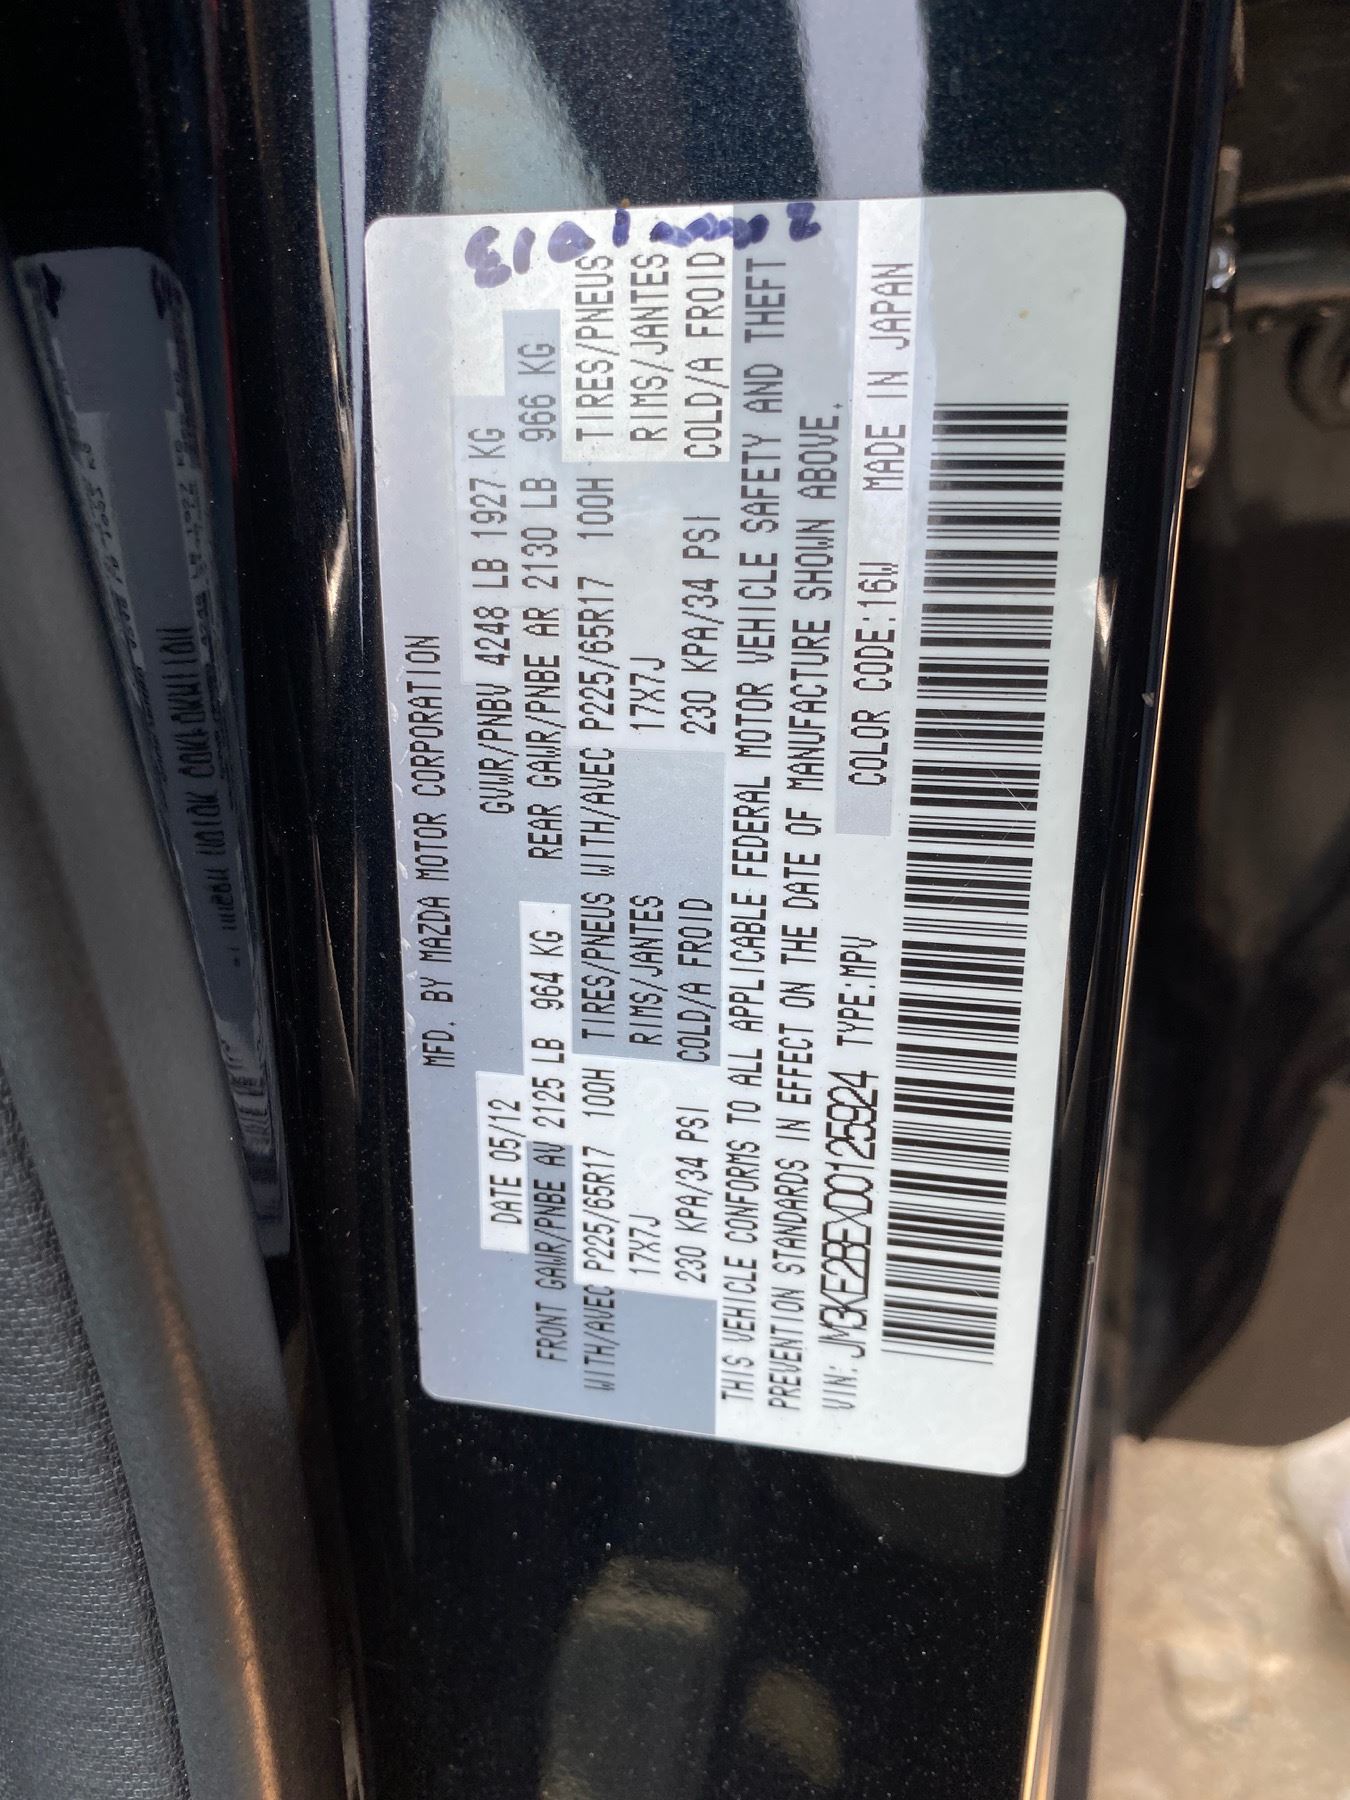 MFD. BY MAZDA MOTOR CORPORATION
DATE 05/12 GVWR/PNBV 4248 LB 1927 KG
FRONT GAWR/PNBE AV 2125 LB 964 KG REAR GAWR/PNBE AR 2130 LB 966 KG
WITH/AVEC P225/65R17 100H TIRES/PNEUS WITH/AVEC P225/65R17 100H TIRES/PNEUS
17X7J RIMS/JANTES 17X7J RIMS/JANTES
230 KPA/34 PSI COLD/A FROID 230 KPA/34 PSI COLD/A FROID
THIS VEHICLE CONFORMS TO ALL APPLICABLE FEDERAL MOTOR VEHICLE SAFETY AND THEFT
PREVENTION STANDARDS IN EFFECT ON THE DATE OF MANUFACTURE SHOWN ABOVE.
VIN: JM3KE2BEXD0125924 TYPE:MPV COLOR CODE:16W MADE IN JAPAN